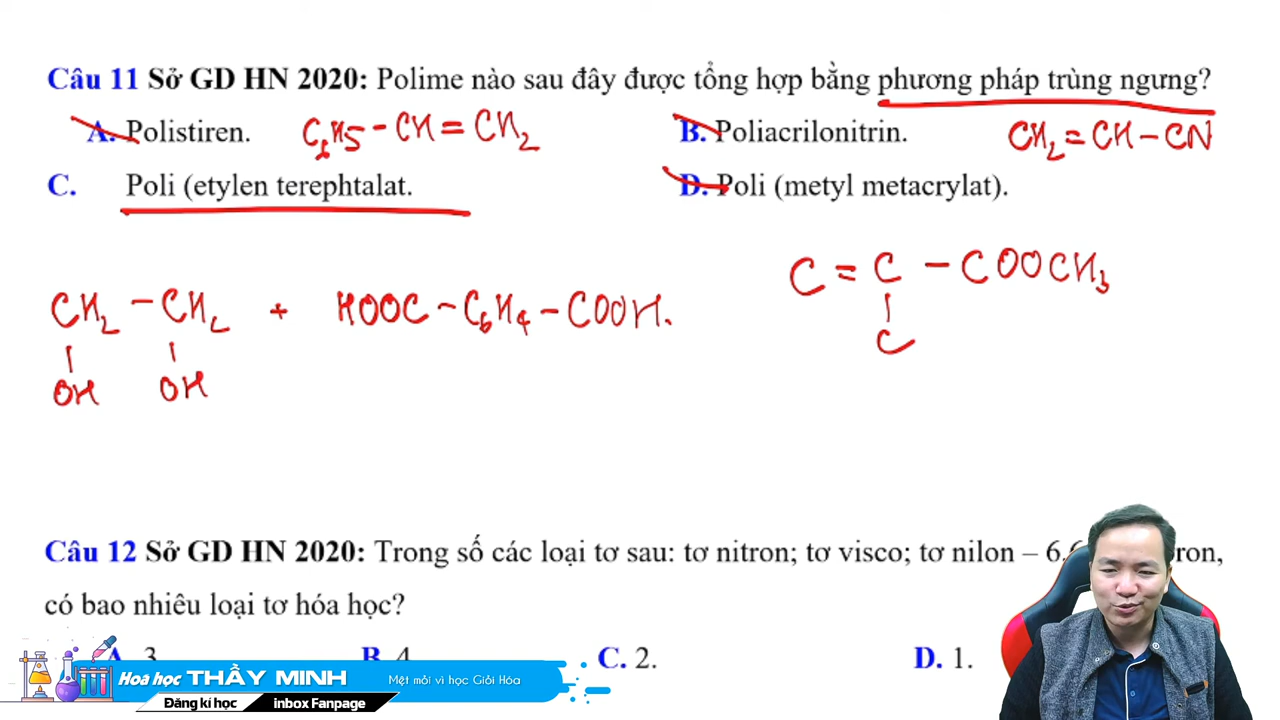 Câu 11 Sở GD HN 2020: Polime nào sau đây được tổng hợp bằng phương pháp trùng ngưng?
A. Polistiren. C6H5 - CH = CH2 B. Poliacrilonitrin. CH2 = CH - CN
C. Poli (etylen terephtalat. D. Poli (metyl metacrylat).
C = C - COOCH3
C
CH2 - CH2 + HOOC - C6H4 - COOH.
OH OH
Câu 12 Sở GD HN 2020: Trong số các loại tơ sau: tơ nitron; tơ visco; tơ nilon – 6,
có bao nhiêu loại tơ hóa học?
A. 3 B. 4 C. 2. D. 1.
Hoá học THẦY MINH Mệt mỏi vì học Giỏi Hóa
Đăng kí học inbox Fanpage